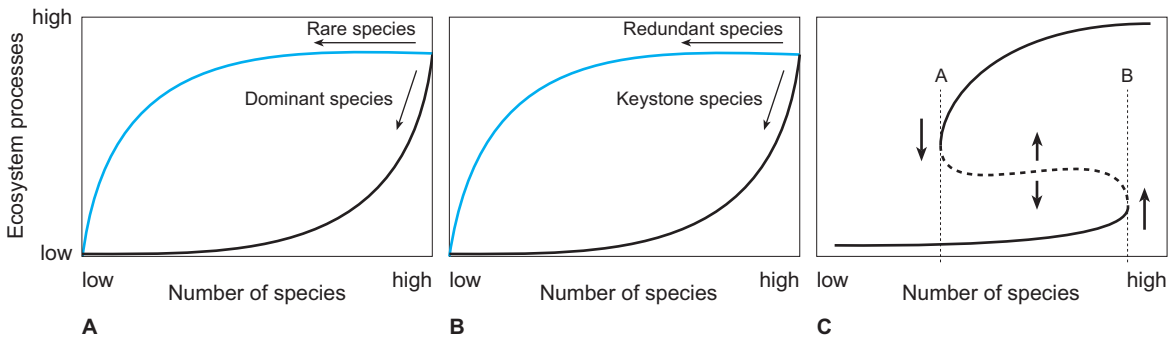 Ecosystem processes
high
low
Rare species
Dominant species
low
high
Number of species
A
Redundant species
Keystone species
low
high
Number of species
B
A
B
low
high
Number of species
C